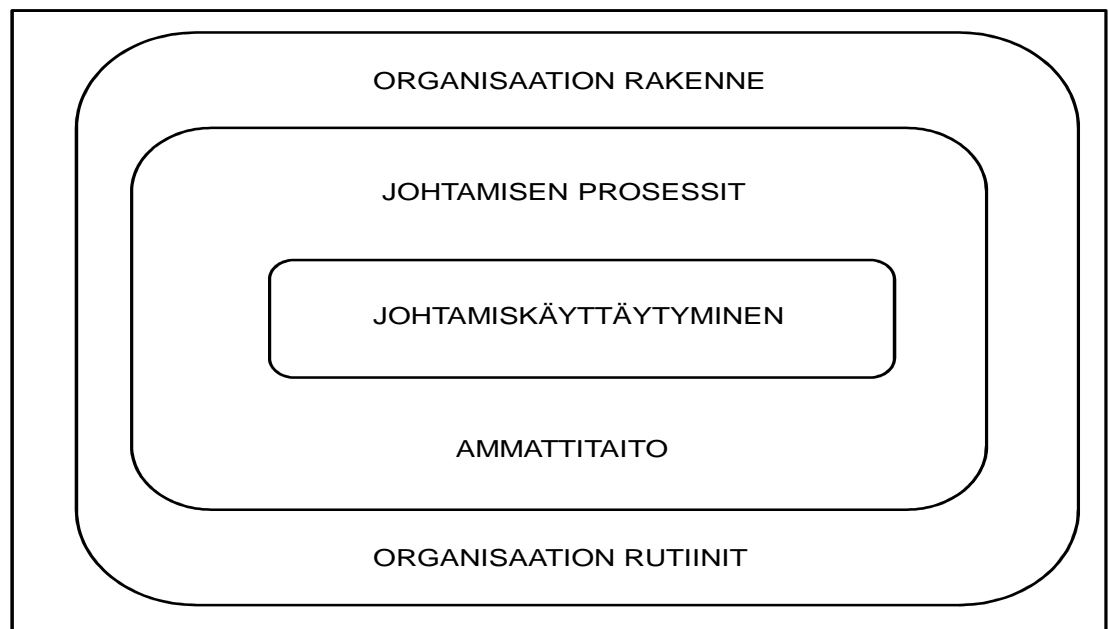 ORGANISAATION RAKENNE
JOHTAMISEN PROSESSIT
JOHTAMISKÄYTTÄYTYMINEN
AMMATTITAITO
ORGANISAATION RUTIINIT